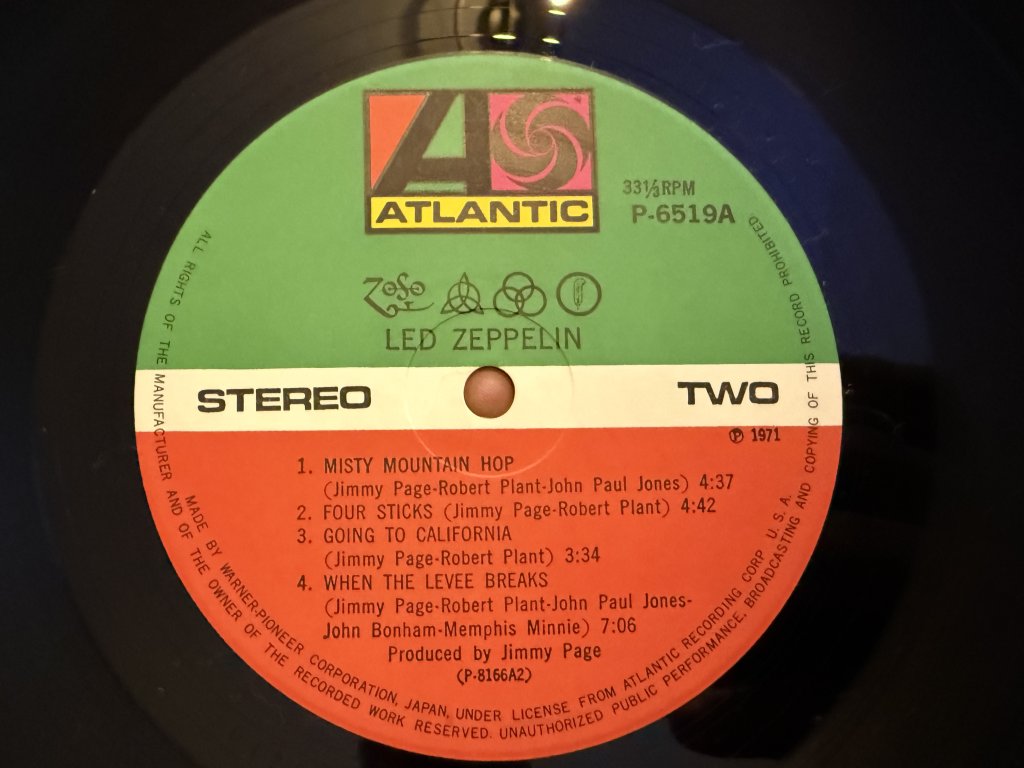 ATLANTIC
33⅓RPM
P-6519A
LED ZEPPELIN
STEREO
TWO
Ⓟ 1971
1. MISTY MOUNTAIN HOP
(Jimmy Page-Robert Plant-John Paul Jones) 4:37
2. FOUR STICKS (Jimmy Page-Robert Plant) 4:42
3. GOING TO CALIFORNIA
(Jimmy Page-Robert Plant) 3:34
4. WHEN THE LEVEE BREAKS
(Jimmy Page-Robert Plant-John Paul Jones-
John Bonham-Memphis Minnie) 7:06
Produced by Jimmy Page
(P-8166A2)
MADE BY WARNER-PIONEER CORPORATION, JAPAN, UNDER LICENSE FROM ATLANTIC RECORDING CORP U. S. A.
ALL RIGHTS OF THE MANUFACTURER AND OF THE OWNER OF THE RECORDED WORK RESERVED. UNAUTHORIZED PUBLIC PERFORMANCE, BROADCASTING AND COPYING OF THIS RECORD PROHIBITED.